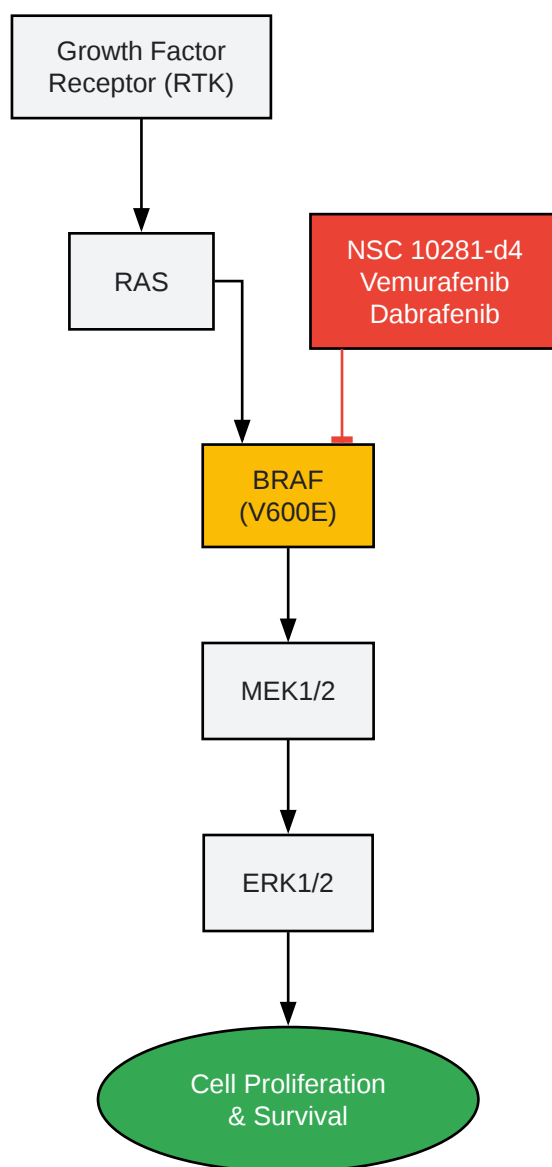 Growth Factor
Receptor (RTK)
RAS
NSC 10281-d4
Vemurafenib
Dabrafenib
BRAF
(V600E)
MEK1/2
ERK1/2
Cell Proliferation
& Survival